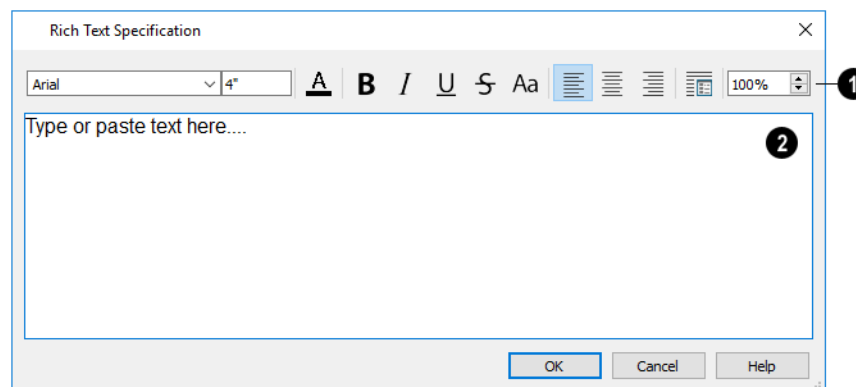 Rich Text Specification
Arial 4" A B I U S Aa 100% 1
Type or paste text here....
2
OK Cancel Help